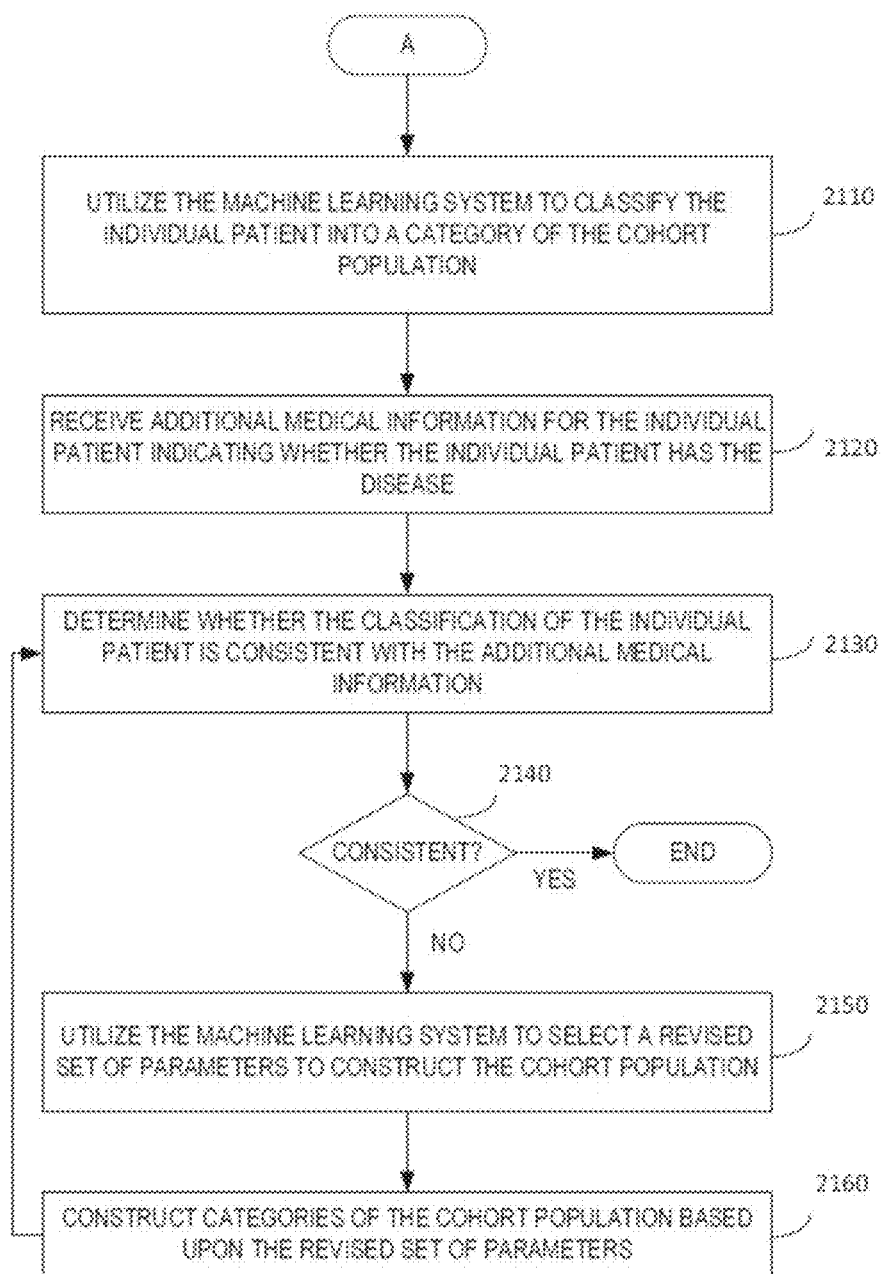 A
UTILIZE THE MACHINE LEARNING SYSTEM TO CLASSIFY THE
INDIVIDUAL PATIENT INTO A CATEGORY OF THE COHORT
POPULATION
2110
RECEIVE ADDITIONAL MEDICAL INFORMATION FOR THE INDIVIDUAL
PATIENT INDICATING WHETHER THE INDIVIDUAL PATIENT HAS THE
DISEASE
2120
DETERMINE WHETHER THE CLASSIFICATION OF THE INDIVIDUAL
PATIENT IS CONSISTENT WITH THE ADDITIONAL MEDICAL
INFORMATION
2130
2140
CONSISTENT?
YES
END
NO
UTILIZE THE MACHINE LEARNING SYSTEM TO SELECT A REVISED
SET OF PARAMETERS TO CONSTRUCT THE COHORT POPULATION
2150
CONSTRUCT CATEGORIES OF THE COHORT POPULATION BASED
UPON THE REVISED SET OF PARAMETERS
2160